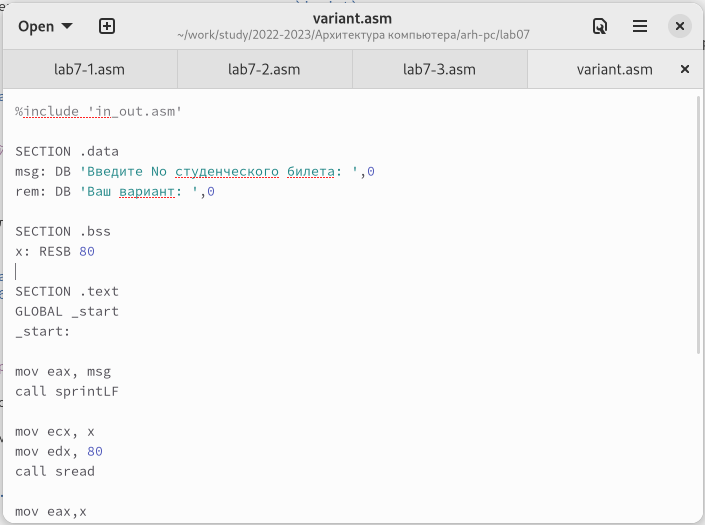 variant.asm
Open
~/work/study/2022-2023/Архитектура компьютера/arh-pc/lab07
lab7-1.asm lab7-2.asm lab7-3.asm variant.asm
%include 'in_out.asm'
SECTION .data
msg: DB 'Введите No студенческого билета: ',0
rem: DB 'Ваш вариант: ',0
SECTION .bss
x: RESB 80
SECTION .text
GLOBAL _start
_start:
mov eax, msg
call sprintLF
mov ecx, x
mov edx, 80
call sread
mov eax,x